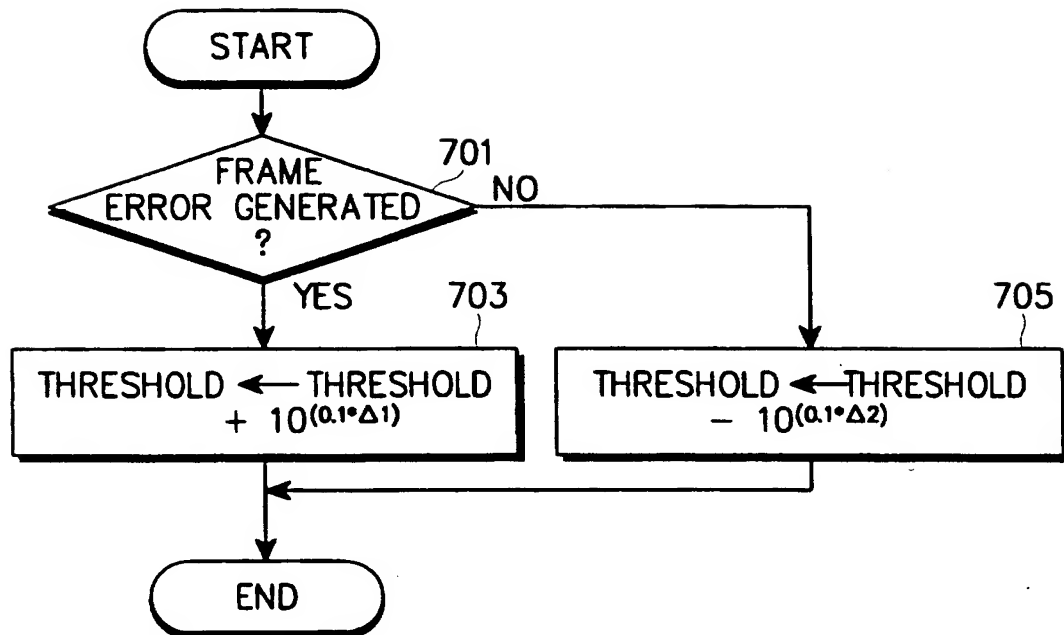 START
701
FRAME
ERROR GENERATED
?
NO
YES
703
THRESHOLD ← THRESHOLD
+ 10^(0.1*Δ1)
705
THRESHOLD ← THRESHOLD
− 10^(0.1*Δ2)
END